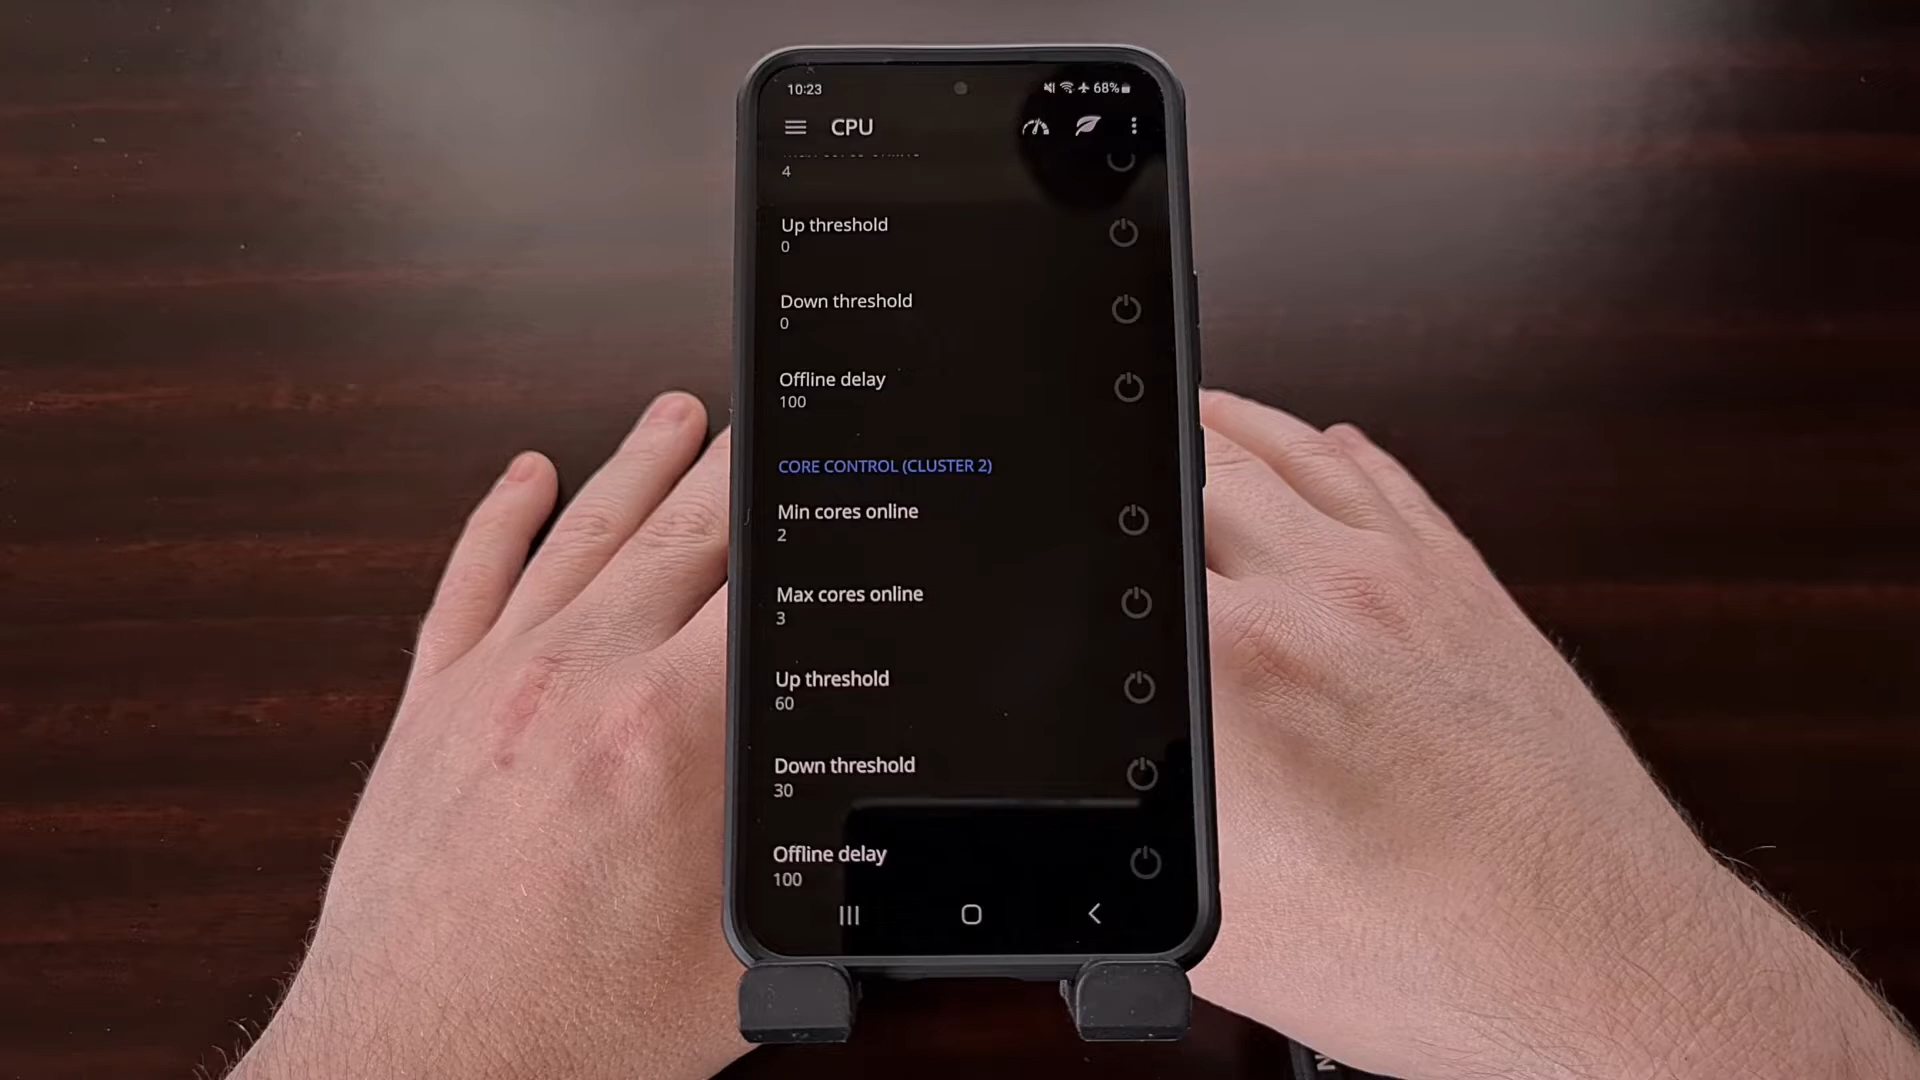 10:23 68%
CPU
4
Up threshold
0
Down threshold
0
Offline delay
100
CORE CONTROL (CLUSTER 2)
Min cores online
2
Max cores online
3
Up threshold
60
Down threshold
30
Offline delay
100
N